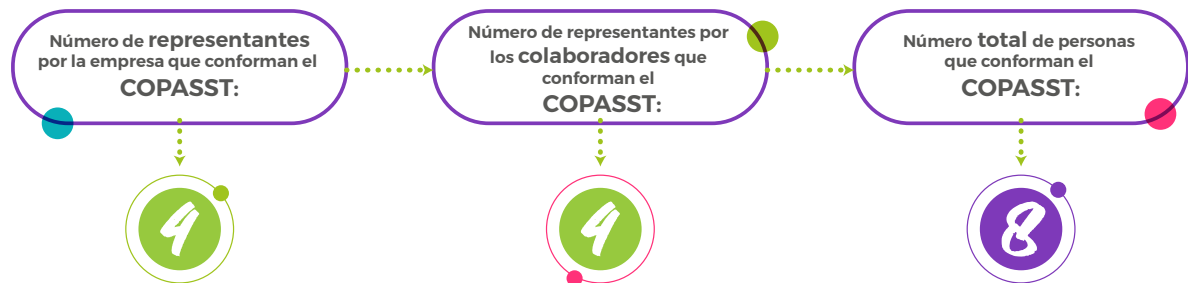 Número de representantes
por la empresa que conforman el
COPASST:
4
Número de representantes por
los colaboradores que
conforman el
COPASST:
4
Número total de personas
que conforman el
COPASST:
8